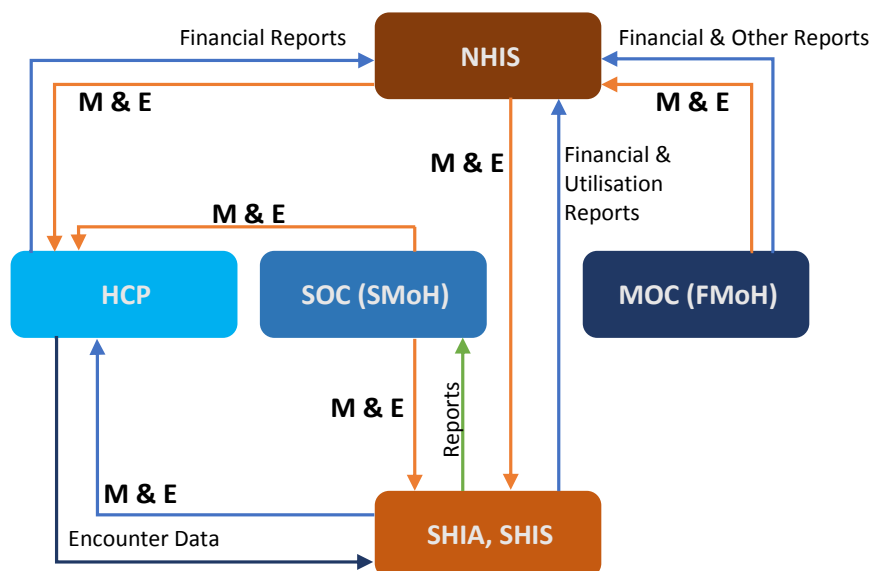 Financial Reports
NHIS
Financial & Other Reports
M & E
M & E
M & E
Financial &
Utilisation
Reports
M & E
HCP
SOC (SMoH)
MOC (FMoH)
M & E
Reports
M & E
SHIA, SHIS
Encounter Data